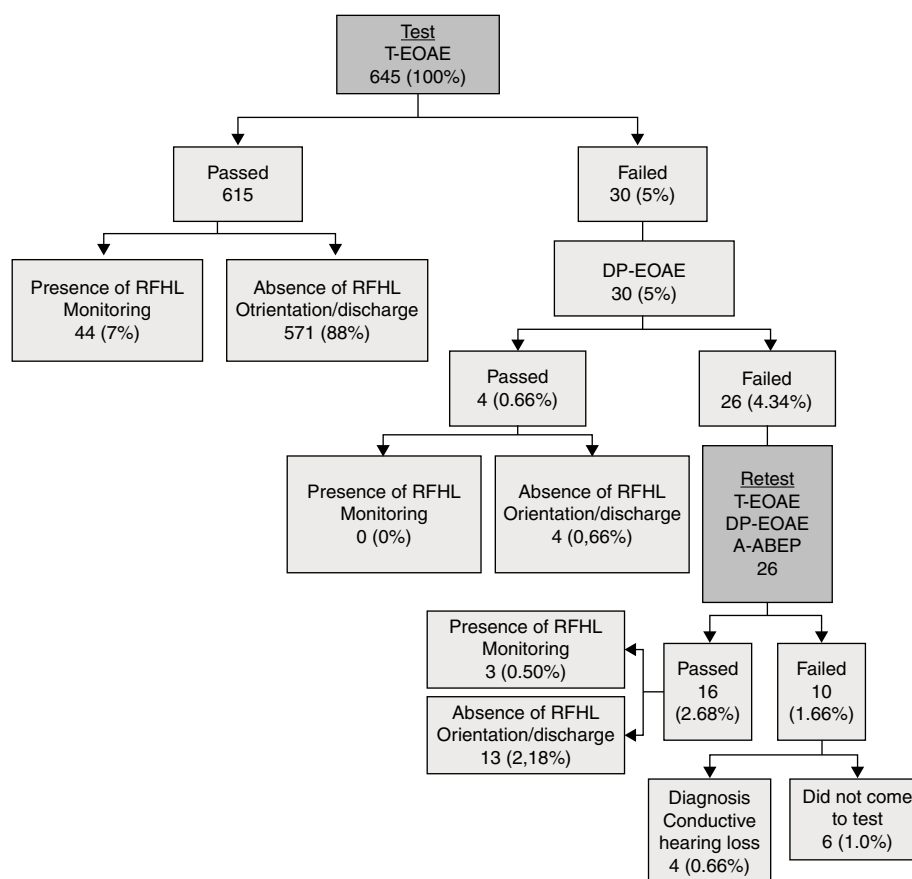 Test
T-EOAE
645 (100%)
Passed
615
Failed
30 (5%)
Presence of RFHL
Monitoring
44 (7%)
Absence of RFHL
Otrientation/discharge
571 (88%)
DP-EOAE
30 (5%)
Passed
4 (0.66%)
Failed
26 (4.34%)
Presence of RFHL
Monitoring
0 (0%)
Absence of RFHL
Orientation/discharge
4 (0,66%)
Retest
T-EOAE
DP-EOAE
A-ABEP
26
Presence of RFHL
Monitoring
3 (0.50%)
Absence of RFHL
Orientation/discharge
13 (2,18%)
Passed
16
(2.68%)
Failed
10
(1.66%)
Diagnosis
Conductive
hearing loss
4 (0.66%)
Did not come
to test
6 (1.0%)